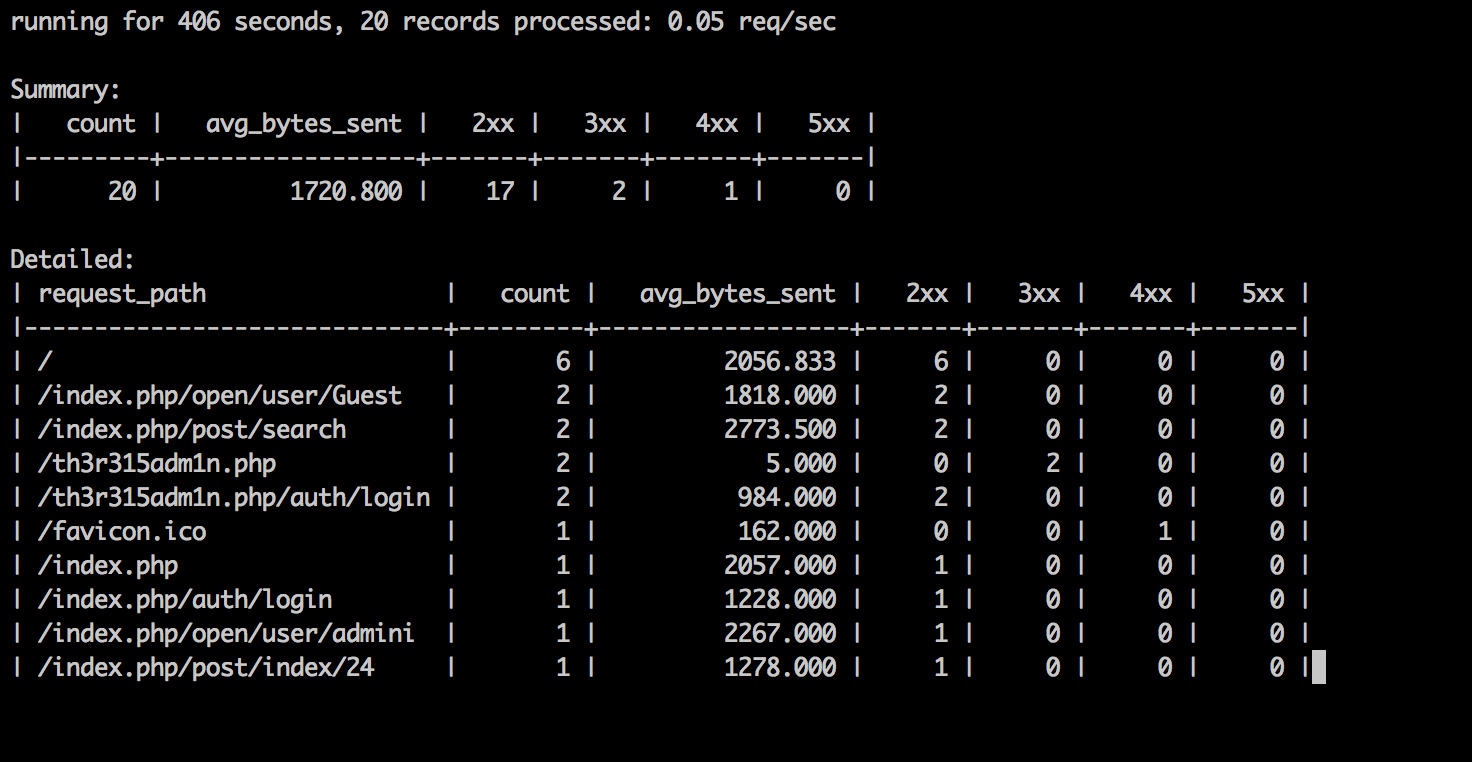 running for 406 seconds, 20 records processed: 0.05 req/sec

Summary:
|   count |   avg_bytes_sent |   2xx |   3xx |   4xx |   5xx |
|---------+------------------+-------+-------+-------+-------|
|      20 |         1720.800 |    17 |     2 |     1 |     0 |

Detailed:
| request_path                 |   count |   avg_bytes_sent |   2xx |   3xx |   4xx |   5xx |
|------------------------------+---------+------------------+-------+-------+-------+-------|
| /                            |       6 |         2056.833 |     6 |     0 |     0 |     0 |
| /index.php/open/user/Guest   |       2 |         1818.000 |     2 |     0 |     0 |     0 |
| /index.php/post/search       |       2 |         2773.500 |     2 |     0 |     0 |     0 |
| /th3r315adm1n.php            |       2 |            5.000 |     0 |     2 |     0 |     0 |
| /th3r315adm1n.php/auth/login |       2 |          984.000 |     2 |     0 |     0 |     0 |
| /favicon.ico                 |       1 |          162.000 |     0 |     0 |     1 |     0 |
| /index.php                   |       1 |         2057.000 |     1 |     0 |     0 |     0 |
| /index.php/auth/login        |       1 |         1228.000 |     1 |     0 |     0 |     0 |
| /index.php/open/user/admini  |       1 |         2267.000 |     1 |     0 |     0 |     0 |
| /index.php/post/index/24     |       1 |         1278.000 |     1 |     0 |     0 |     0 |